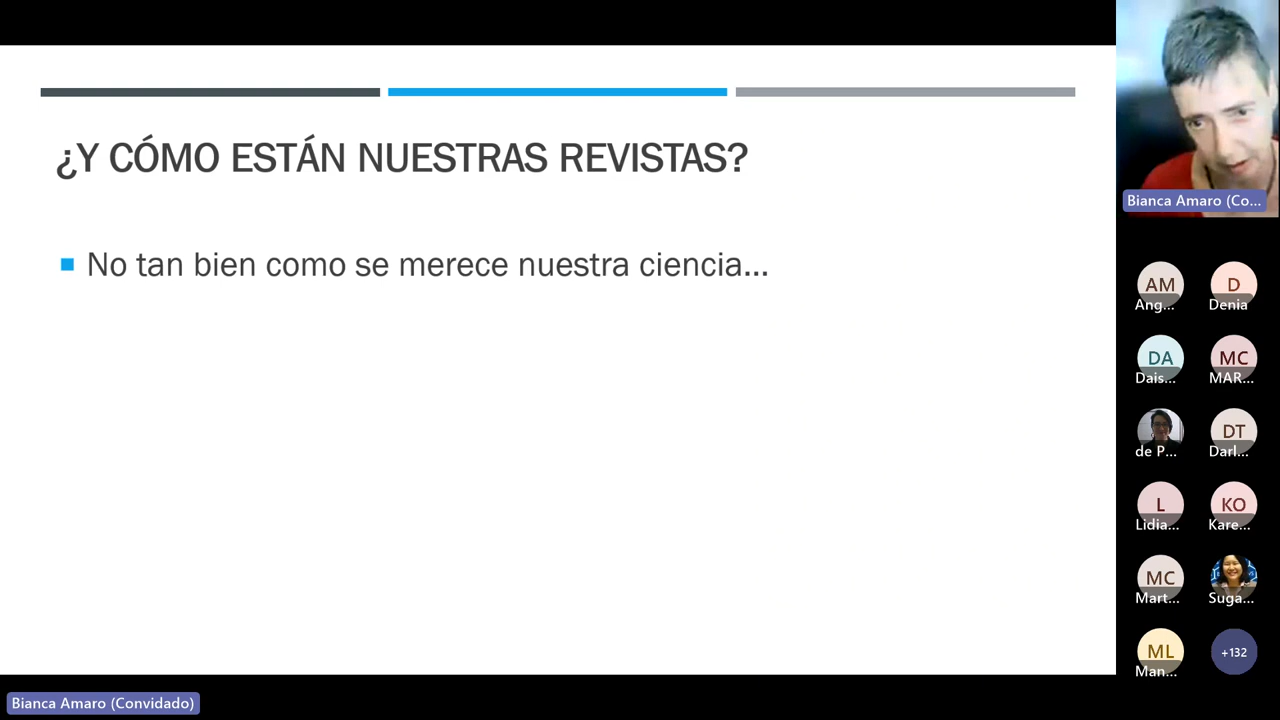 ¿Y CÓMO ESTÁN NUESTRAS REVISTAS?
No tan bien como se merece nuestra ciencia...
Bianca Amaro (Co...
AM
Ang...
D
Denia
DA
Dais...
MC
MAR...
de P...
DT
Darl...
L
Lidia...
KO
Kare...
MC
Mart...
Suga...
ML
Man...
+132
Bianca Amaro (Convidado)